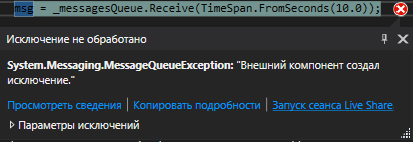 msg = _messagesQueue.Receive(TimeSpan.FromSeconds(10.0));
Исключение не обработано
System.Messaging.MessageQueueException: "Внешний компонент создал
исключение."
Просмотреть сведения | Копировать подробности | Запуск сеанса Live Share
Параметры исключений